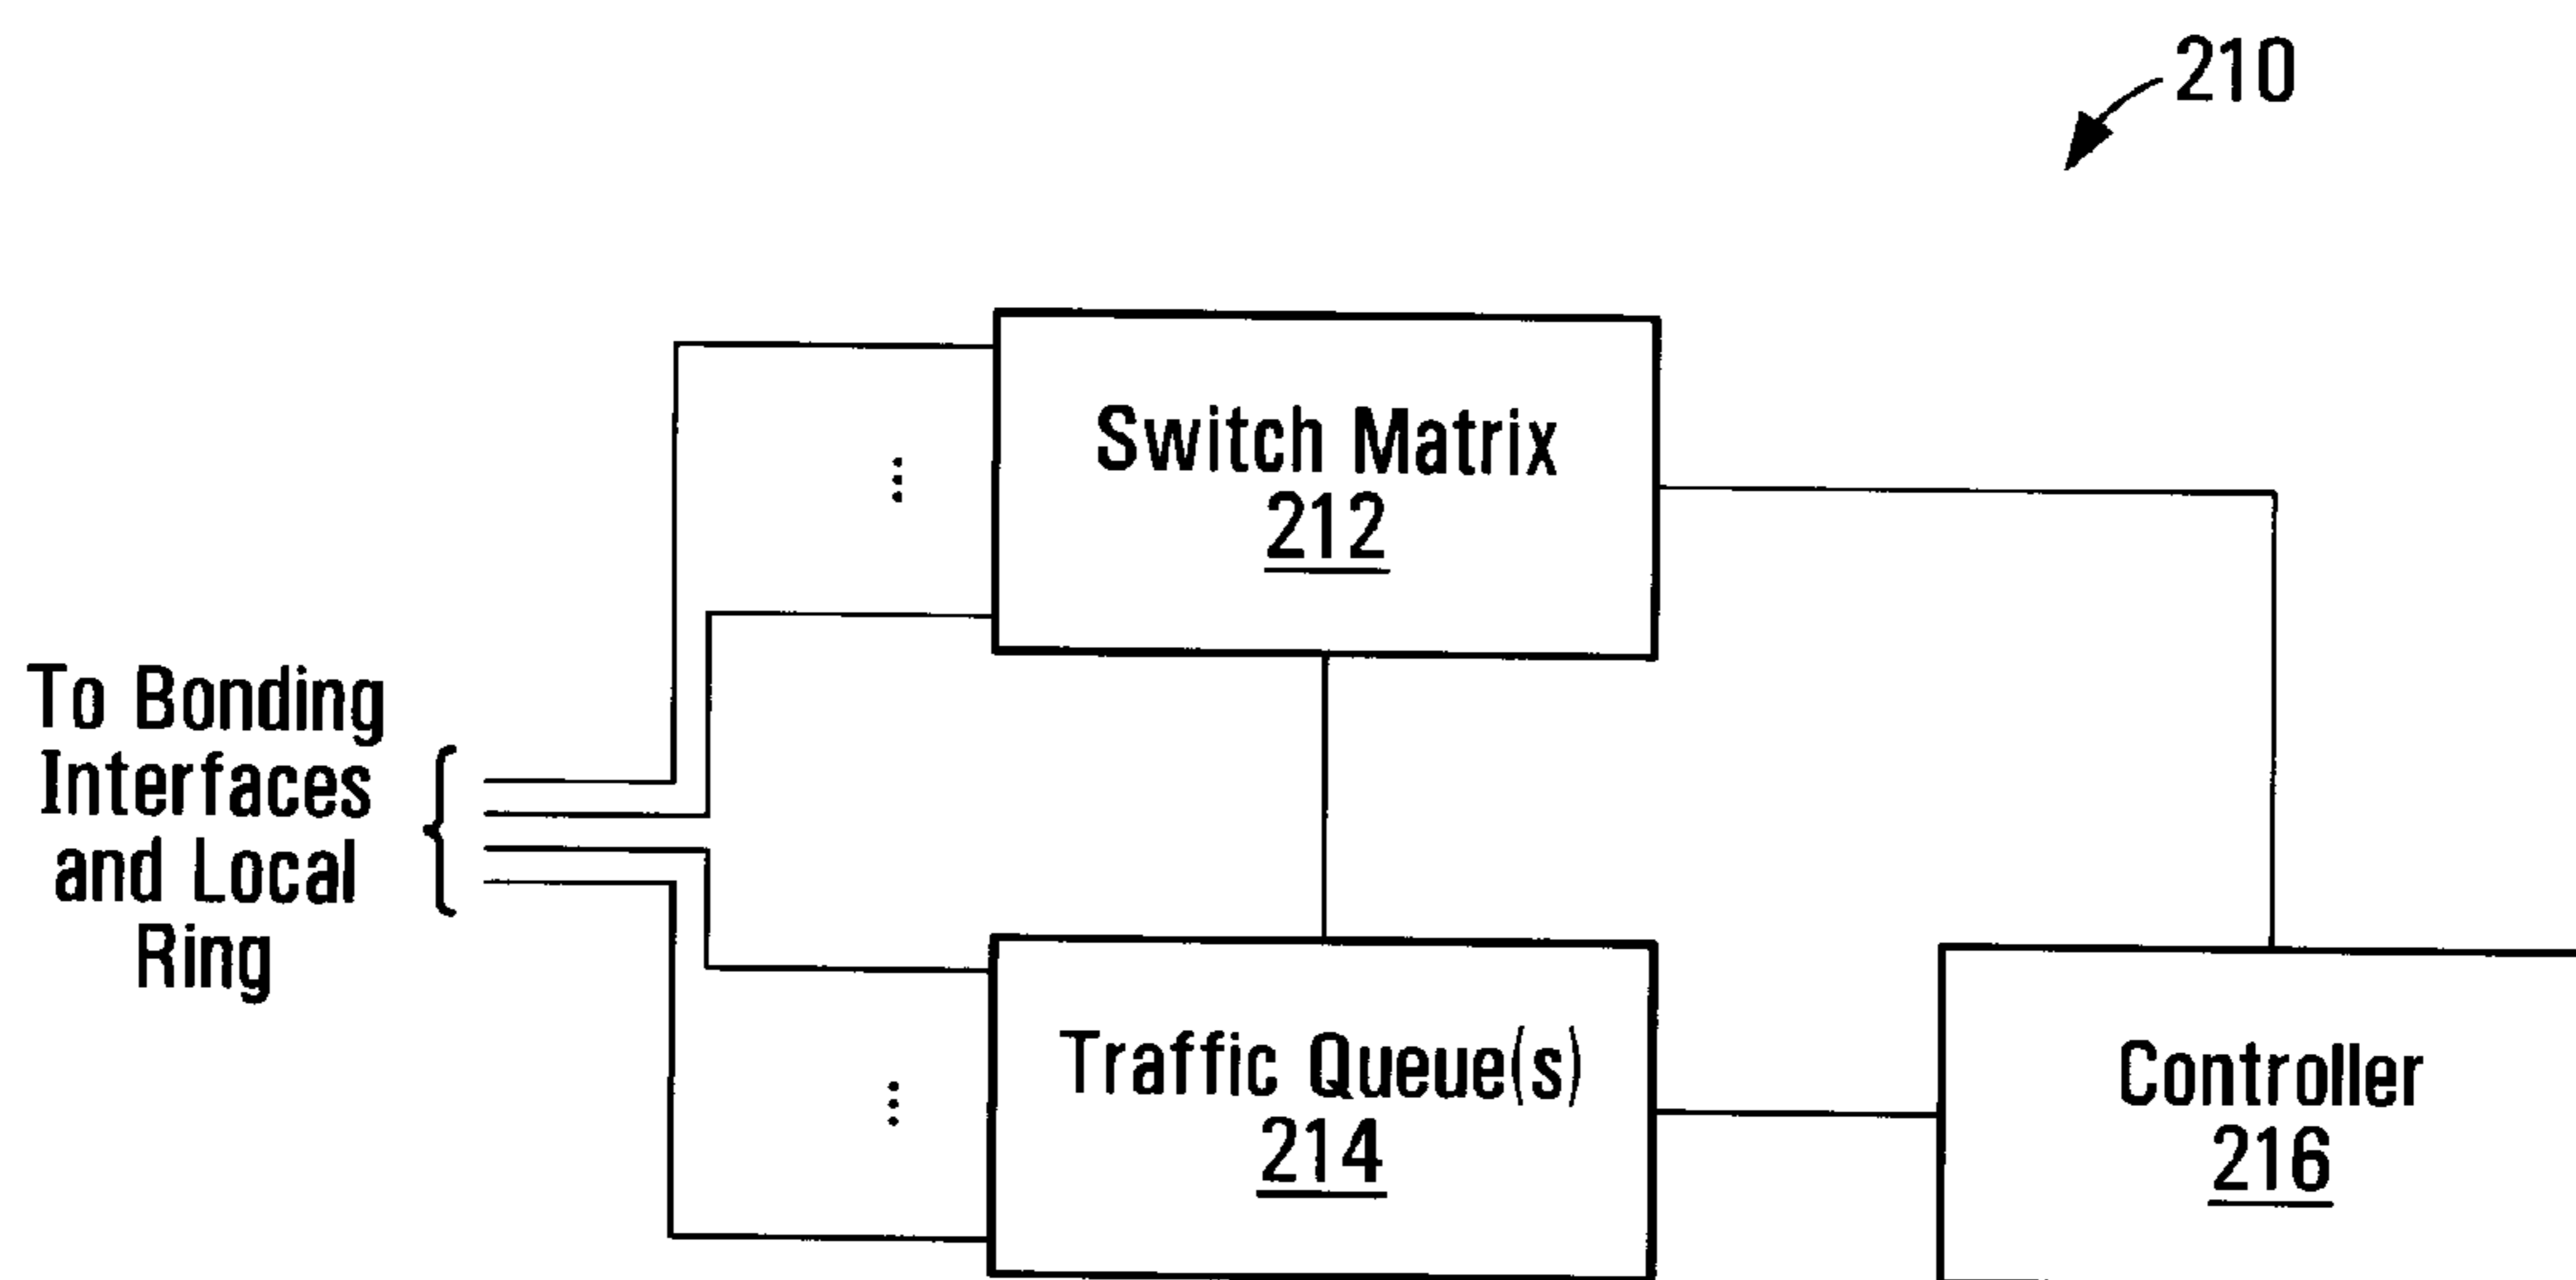 210
Switch Matrix
212
To Bonding
Interfaces
and Local
Ring
Traffic Queue(s)
214
Controller
216